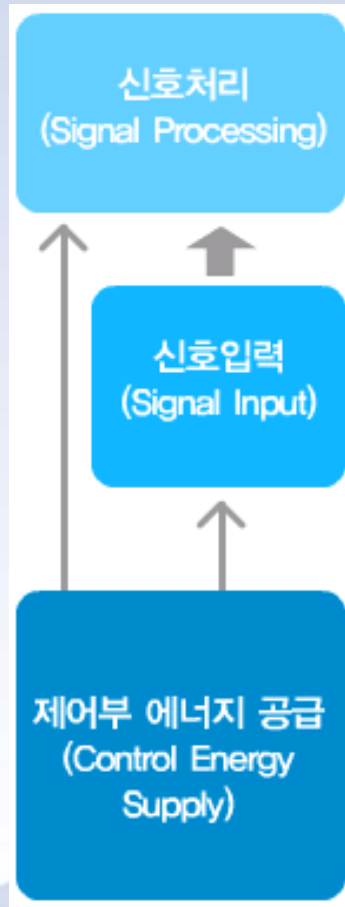 신호처리
(Signal Processing)
신호입력
(Signal Input)
제어부 에너지 공급
(Control Energy
Supply)